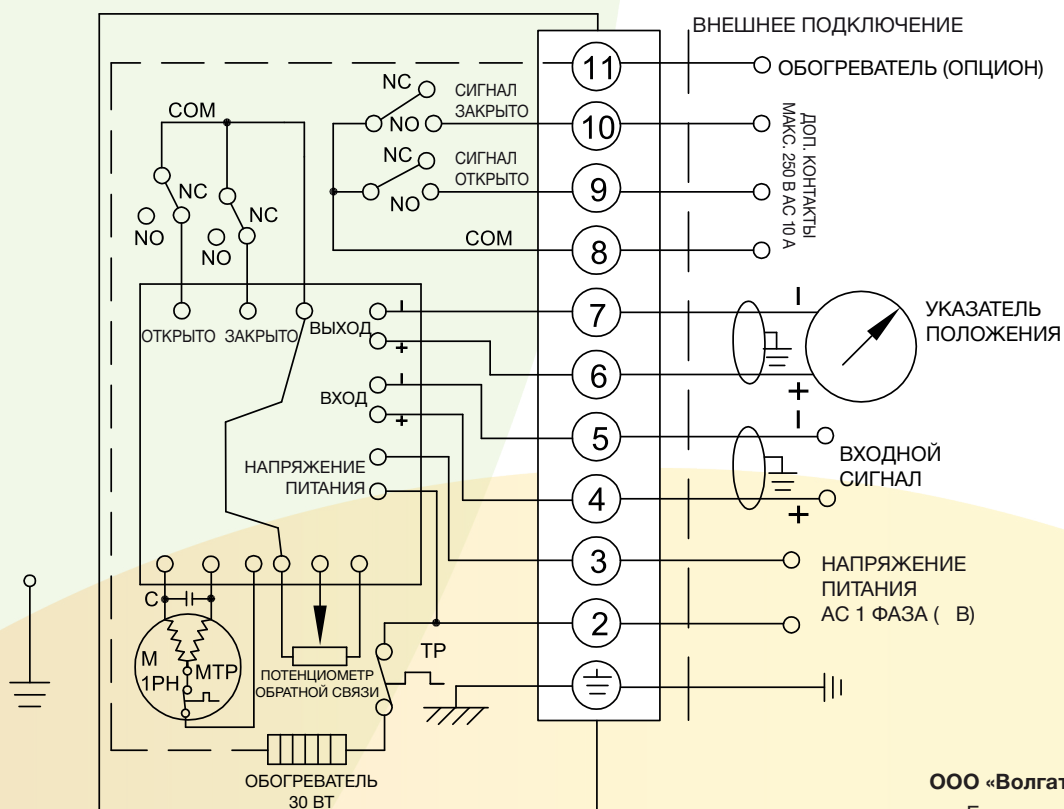 ВНЕШНЕЕ ПОДКЛЮЧЕНИЕ
11
ОБОГРЕВАТЕЛЬ (ОПЦИОН)
NC
СИГНАЛ
ЗАКРЫТО
COM
NO
10
ДОП. КОНТАКТЫ
МАКС. 250 В АС 10 А
NC
СИГНАЛ
ОТКРЫТО
NC
NO
9
NC
NO
NO
COM
8
ОТКРЫТО
ЗАКРЫТО
ВЫХОД
7
УКАЗАТЕЛЬ
ПОЛОЖЕНИЯ
+
6
+
ВХОД
+
5
ВХОДНОЙ
СИГНАЛ
НАПРЯЖЕНИЕ
ПИТАНИЯ
4
+
3
НАПРЯЖЕНИЕ
ПИТАНИЯ
АС 1 ФАЗА ( В)
C
2
TP
M
1PH
MTP
ПОТЕНЦИОМЕТР
ОБРАТНОЙ СВЯЗИ
ОБОГРЕВАТЕЛЬ
30 ВТ
ООО «Волгат